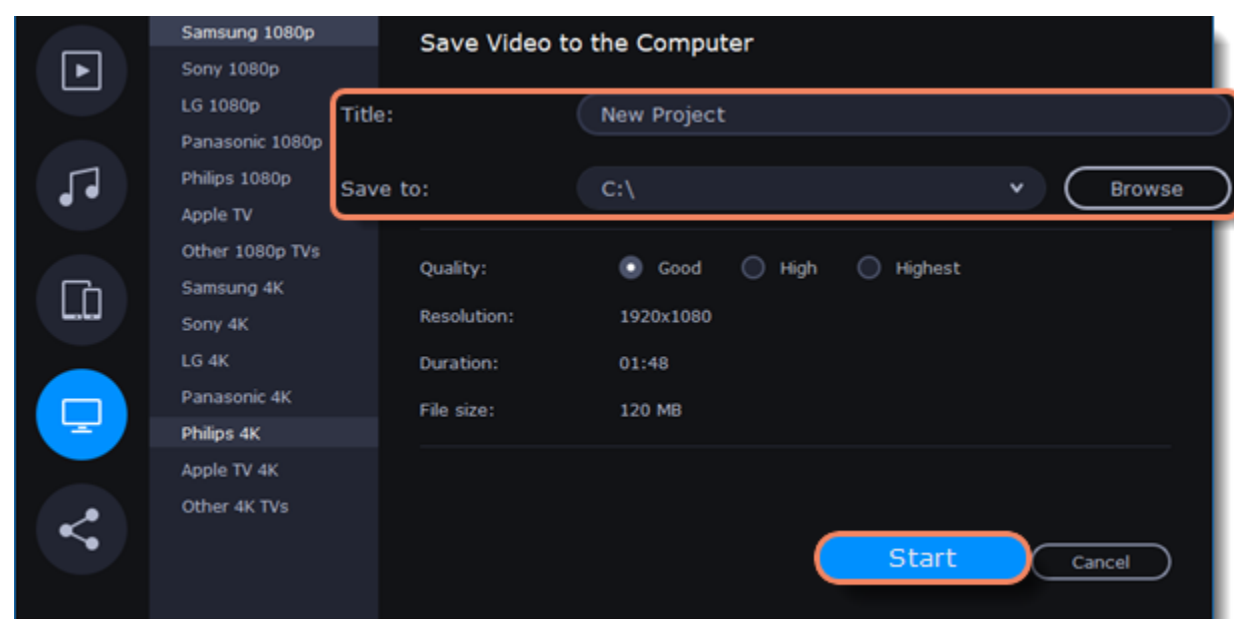 Samsung 1080p
Sony 1080p
LG 1080p
Panasonic 1080p
Philips 1080p
Apple TV
Other 1080p TVs
Samsung 4K
Sony 4K
LG 4K
Panasonic 4K
Philips 4K
Apple TV 4K
Other 4K TVs
Save Video to the Computer
Title: New Project
Save to: C:\ Browse
Quality: Good High Highest
Resolution: 1920x1080
Duration: 01:48
File size: 120 MB
Start Cancel